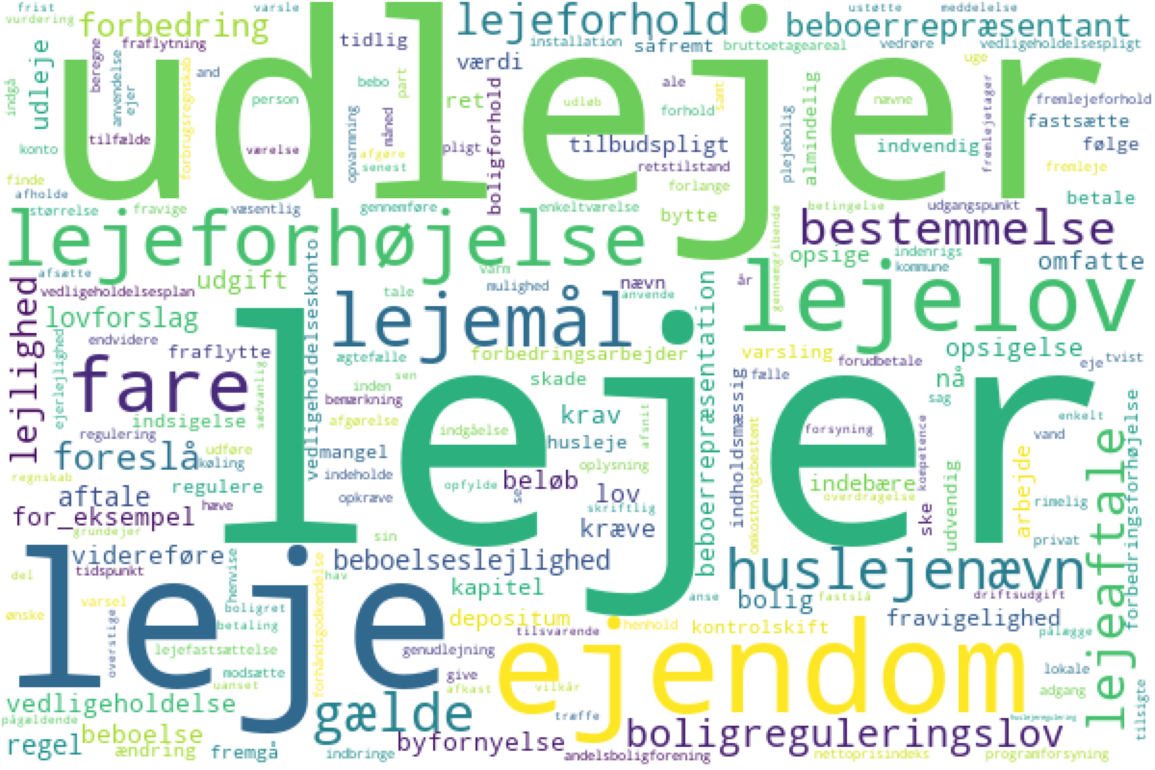 frist
varsle
vurdering
forbedring
fraflytning
lejeforhold
ustøtte
meddelelse
beboerrepræsentant
tidlig
installation
såfremt
bruttoetageareal
vedrøre
vedligeholdelsespligt
udlejer
udleje
indgå
beregne
anvendelse
ejer
forbrugsregnskab
and
person
bebo
part
værdi
ret
udløb
ale
forhold
samt
nævne
uge
fremlejetager
fremlejeforhold
fastsætte
konto
tilfælde
værelse
opvarmning
måned
afgøre
senest
pligt
boligforhold
tilbudspligt
retstilstand
forlange
plejebolig
almindelig
indvendig
følge
fremleje
finde
afholde
størrelse
fravige
væsentlig
gennemføre
enkeltværelse
bytte
betingelse
udgangspunkt
betale
lejeforhøjelse
bestemmelse
gennemgribende
opsige
indenrigs
kommune
omfatte
afsætte
vedligeholdelsesplan
udgift
vedligeholdelseskonto
varm
tale
mulighed
nævn
anvende
år
lejelov
lejlighed
lovforslag
lejemål
endvidere
fraflytte
ægtefælle
forbedringsarbejder
beboerrepræsentation
varsling
forudbetale
opsigelse
eje
tvist
fare
ejerlejlighed
sædvanlig
inden
sen
bemærkning
skade
fælle
nå
sag
enkelt
lejer
indsigelse
regulering
afgørelse
indgåelse
krav
husleje
afsnit
indholdsmæssig
omkostningsbestemt
forsyning
kompetence
vand
forbedringsforhøjelse
foreslå
køling
udføre
mangel
indeholde
oplysning
regnskab
aftale
regulere
opkræve
opfylde
se
beløb
lov
skriftlig
indebære
overdragelse
udvendig
arbejde
rimelig
for_eksempel
hæve
grundejer
sin
kræve
ske
privat
lejeaftale
videreføre
beboelseslejlighed
huslejenævn
del
tidspunkt
henvise
forhåndsgodkendelse
hav
kapitel
anse
bolig
fastslå
driftsudgift
leje
ønske
varsel
overstige
boligret
betaling
depositum
tilsvarende
henhold
kontrolskift
fravigelighed
pålægge
lejefastsættelse
genudlejning
ejendom
modsætte
uanset
give
afkast
vilkår
lokale
adgang
tilsigte
vedligeholdelse
pågældende
beboelse
gælde
træffe
huslejeregulering
boligreguleringslov
regel
ændring
fremgå
indbringe
byfornyelse
andelsboligforening
nettoprisindeks
programforsyning